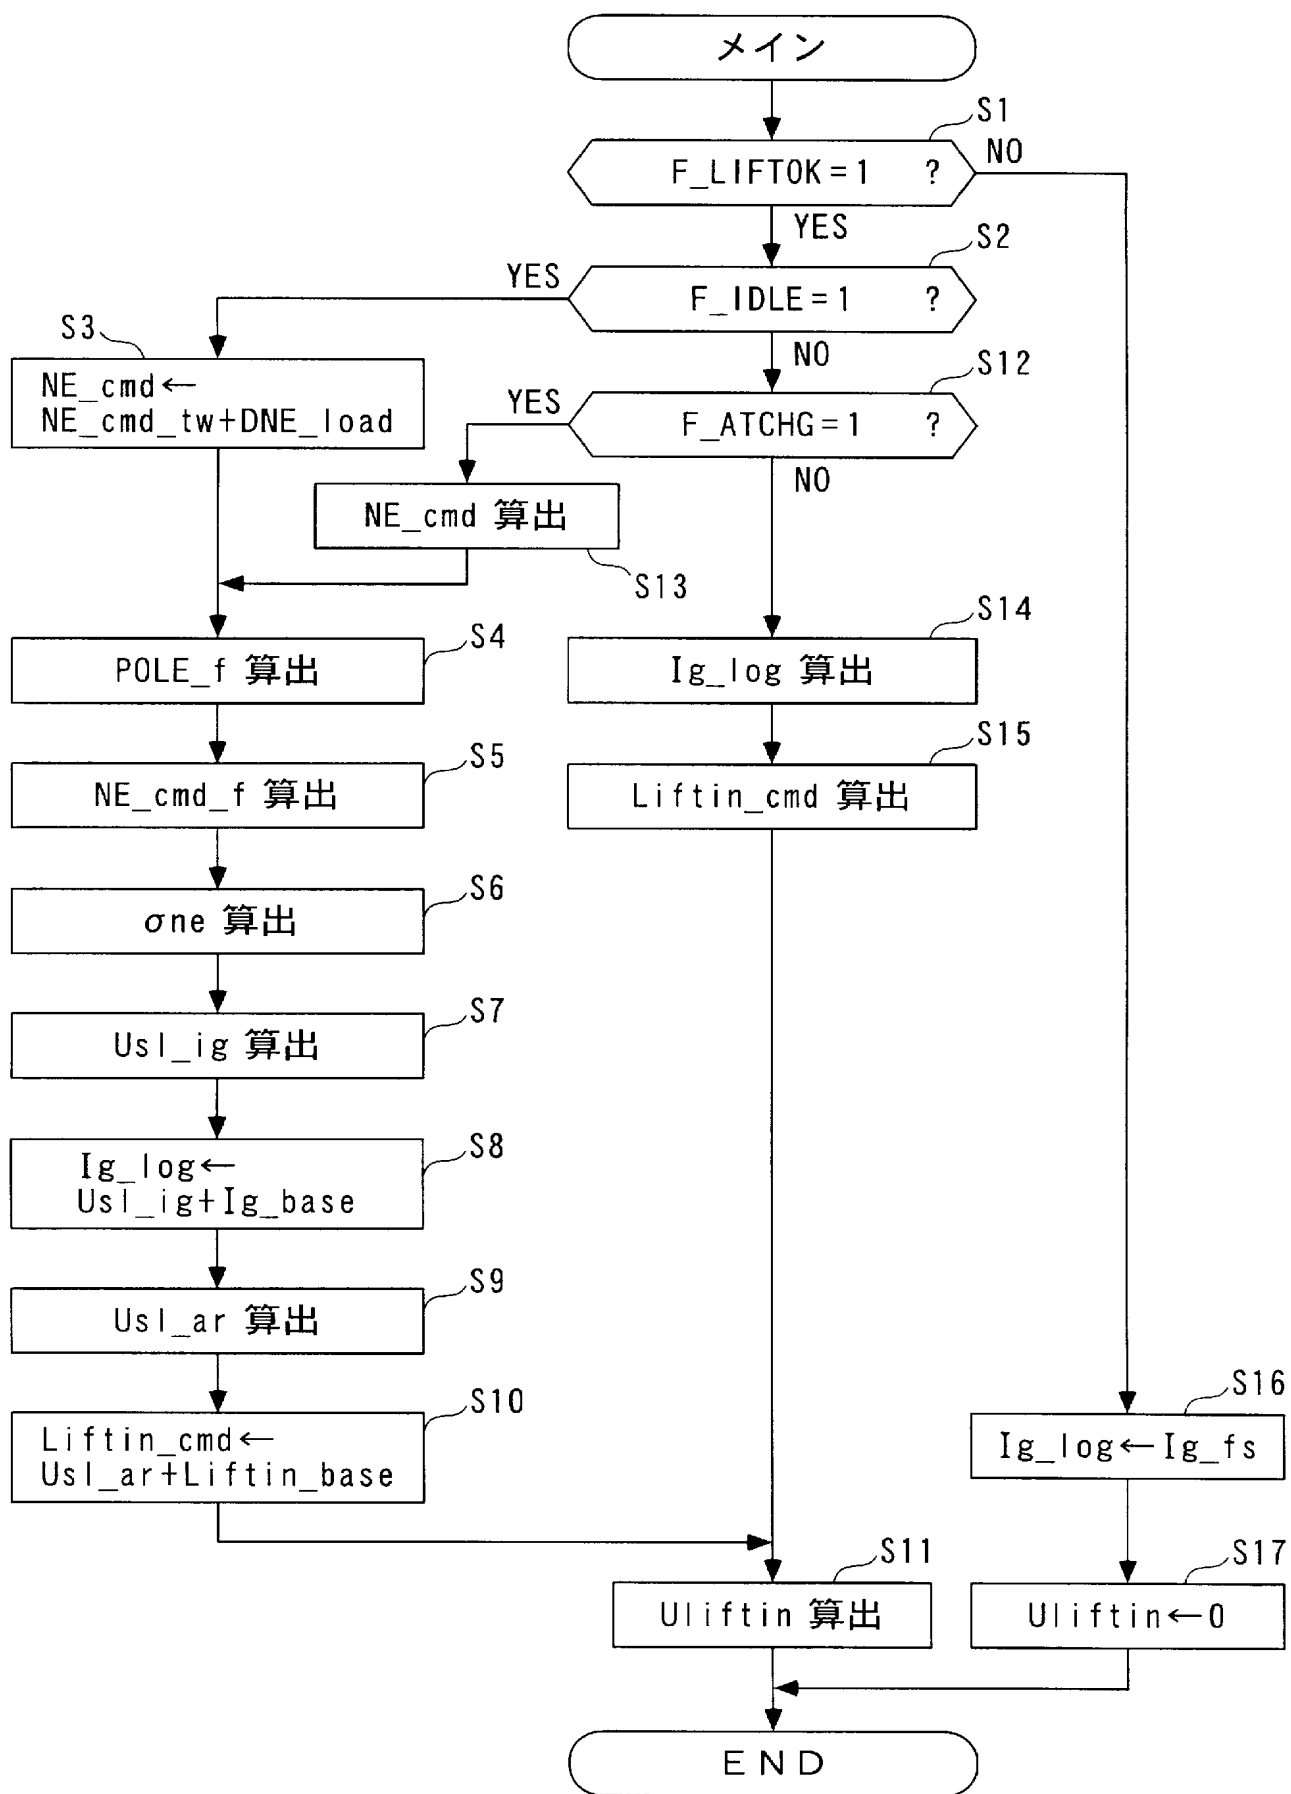 メイン
S1
F_LIFTOK=1 ?
NO
YES
S2
F_IDLE=1 ?
YES
NO
S3
NE_cmd←
NE_cmd_tw+DNE_load
S12
F_ATCHG=1 ?
YES
NO
NE_cmd 算出
S13
S4
POLE_f 算出
S14
Ig_log 算出
S5
NE_cmd_f 算出
S15
Liftin_cmd 算出
S6
σne 算出
S7
Usl_ig 算出
S8
Ig_log←
Usl_ig+Ig_base
S9
Usl_ar 算出
S10
Liftin_cmd←
Usl_ar+Liftin_base
S16
Ig_log←Ig_fs
S11
Uliftin 算出
S17
Uliftin←0
END